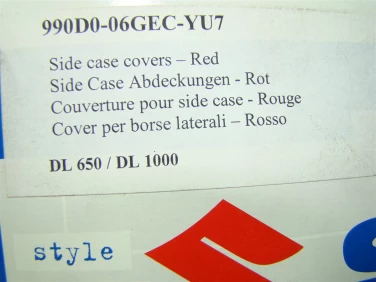 990D0-06GEC-YU7
Side case covers – Red
Side Case Abdeckungen - Rot
Couverture pour side case - Rouge
Cover per borse laterali – Rosso
DL 650 / DL 1000
style